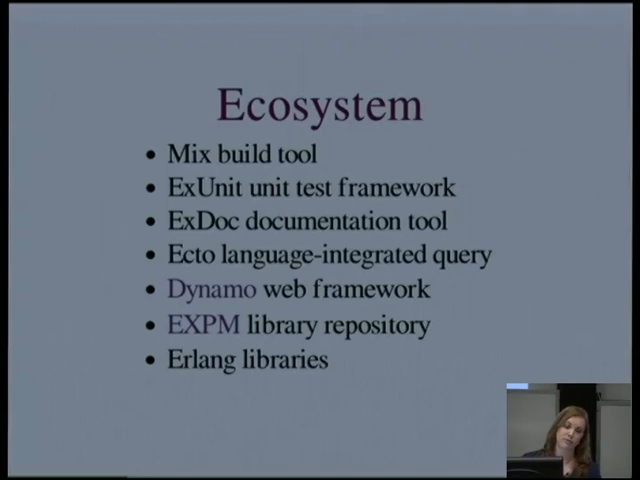 Ecosystem
• Mix build tool
• ExUnit unit test framework
• ExDoc documentation tool
• Ecto language-integrated query
• Dynamo web framework
• EXPM library repository
• Erlang libraries